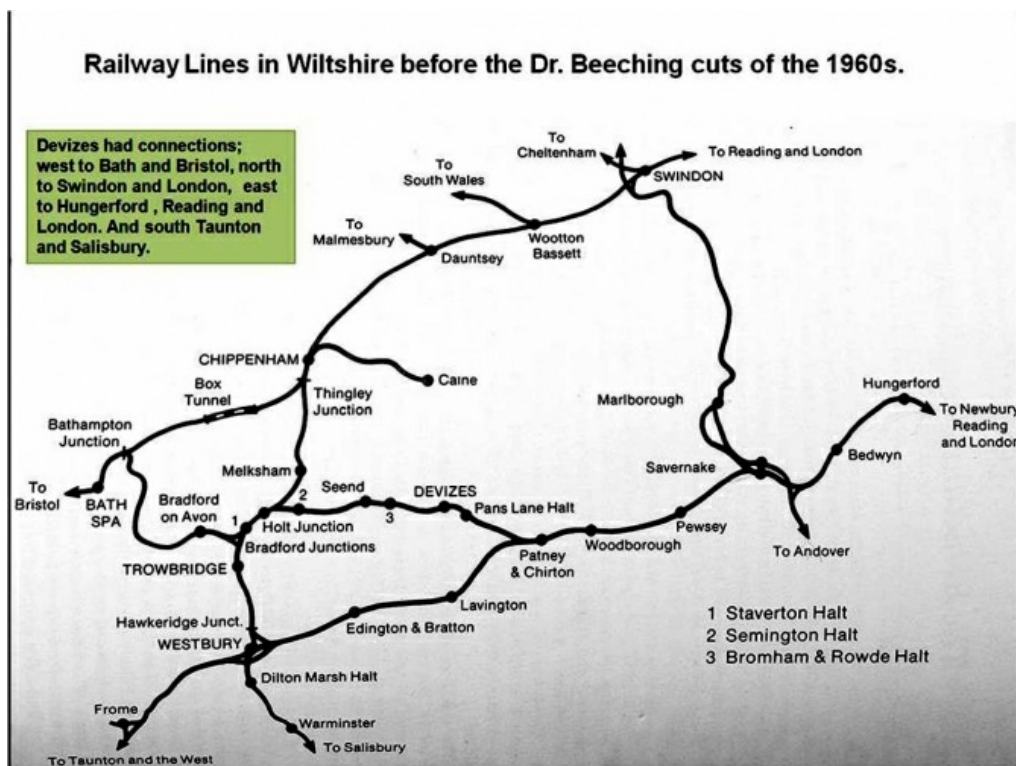 Railway Lines in Wiltshire before the Dr. Beeching cuts of the 1960s.
Devizes had connections;
west to Bath and Bristol, north
to Swindon and London, east
to Hungerford , Reading and
London. And south Taunton
and Salisbury.
To
Cheltenham
To Reading and London
SWINDON
To
South Wales
Wootton
Bassett
To
Malmesbury
Dauntsey
CHIPPENHAM
Calne
Box
Tunnel
Thingley
Junction
Marlborough
Hungerford
To Newbury
Reading
and London
Bathampton
Junction
Bedwyn
Melksham
Savernake
To
Bristol
BATH
SPA
Bradford
on Avon
Seend
DEVIZES
Pans Lane Halt
1
2
3
Holt Junction
Bradford Junctions
Pewsey
Woodborough
Patney
& Chirton
To Andover
TROWBRIDGE
Lavington
Edington & Bratton
Hawkeridge Junct.
WESTBURY
Dilton Marsh Halt
1 Staverton Halt
2 Semington Halt
3 Bromham & Rowde Halt
Frome
Warminster
To Salisbury
To Taunton and the West